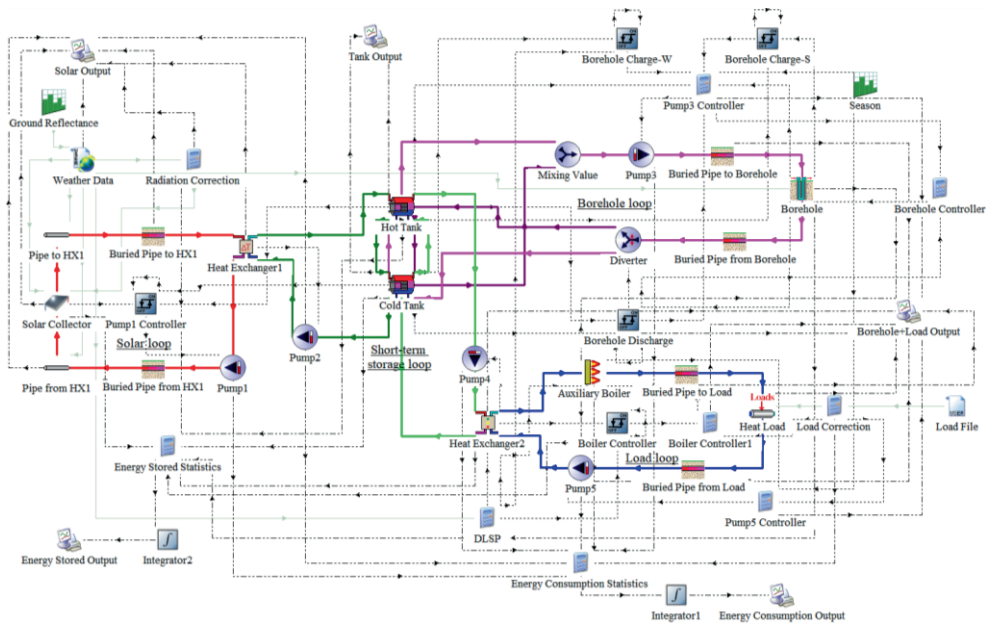 Solar Output
Tank Output
Borehole Charge-W
Borehole Charge-S
Ground Reflectance
Pump3 Controller
Season
Weather Data
Radiation Correction
Mixing Value
Pump3
Buried Pipe to Borehole
Borehole
Borehole Controller
Hot Tank
Borehole loop
Pipe to HX1
Buried Pipe to HX1
Heat Exchanger1
Diverter
Buried Pipe from Borehole
Cold Tank
Solar Collector
Pump1 Controller
Solar loop
Pump2
Short-term
storage loop
Borehole Discharge
Borehole+Load Output
Pipe from HX1
Buried Pipe from HX1
Pump1
Pump4
Auxiliary Boiler
Buried Pipe to Load
Loads
Heat Load
Load Correction
Load File
USER
Heat Exchanger2
Boiler Controller
Boiler Controller1
Load loop
Energy Stored Statistics
Pump5
Buried Pipe from Load
Pump5 Controller
DLSP
Energy Stored Output
Integrator2
Energy Consumption Statistics
Integrator1
Energy Consumption Output